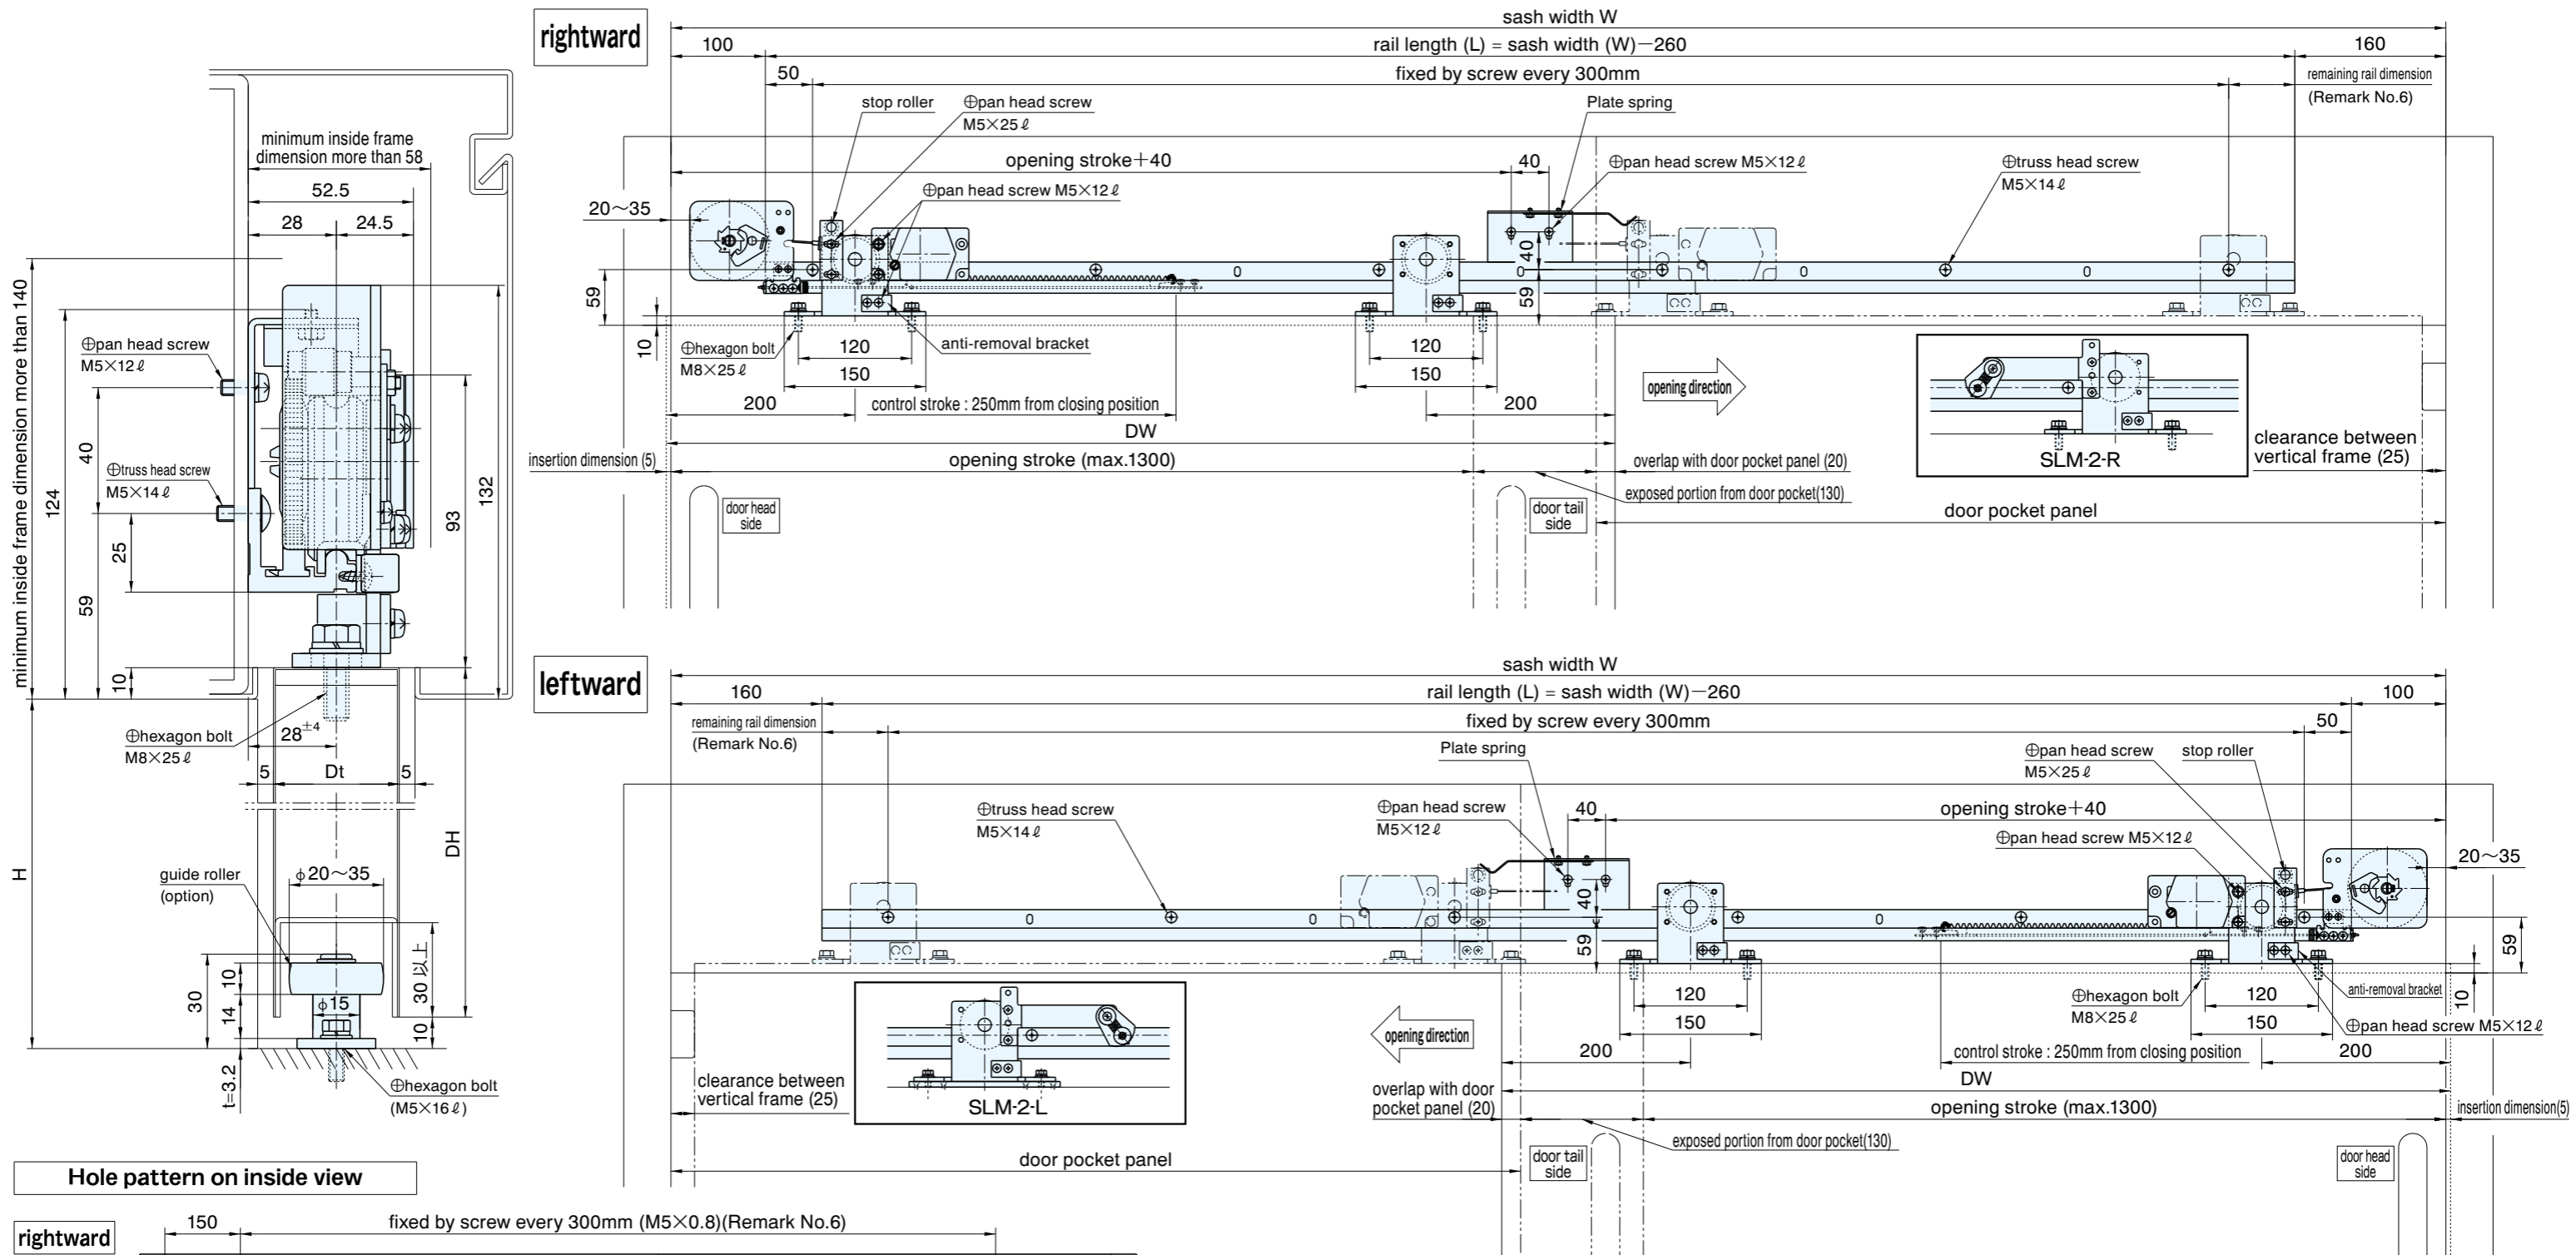 rightward
sash width W
100
rail length (L) = sash width (W)－260
160
50
fixed by screw every 300mm
remaining rail dimension
(Remark No.6)
stop roller
⊕pan head screw
M5×25ℓ
Plate spring
opening stroke＋40
40
⊕pan head screw M5×12ℓ
⊕truss head screw
M5×14ℓ
⊕pan head screw M5×12ℓ
20～35
40
59
59
10
⊕hexagon bolt
M8×25ℓ
120
150
anti-removal bracket
120
150
opening direction
200
control stroke : 250mm from closing position
200
DW
SLM-2-R
clearance between
vertical frame (25)
insertion dimension (5)
opening stroke (max.1300)
overlap with door pocket panel (20)
exposed portion from door pocket(130)
door head
side
door tail
side
door pocket panel
minimum inside frame
dimension more than 58
52.5
28
24.5
minimum inside frame dimension more than 140
124
⊕pan head screw
M5×12ℓ
40
⊕truss head screw
M5×14ℓ
25
59
10
132
93
⊕hexagon bolt
M8×25ℓ
28±4
5
Dt
5
H
DH
guide roller
(option)
φ20～35
30
10
14
φ15
30以上
10
t=3.2
⊕hexagon bolt
(M5×16ℓ)
leftward
sash width W
160
rail length (L) = sash width (W)－260
100
remaining rail dimension
(Remark No.6)
fixed by screw every 300mm
50
Plate spring
⊕pan head screw
M5×25ℓ
stop roller
⊕truss head screw
M5×14ℓ
⊕pan head screw
M5×12ℓ
40
opening stroke＋40
⊕pan head screw M5×12ℓ
20～35
40
59
59
10
120
150
⊕hexagon bolt
M8×25ℓ
120
150
anti-removal bracket
⊕pan head screw M5×12ℓ
opening direction
200
control stroke : 250mm from closing position
200
DW
SLM-2-L
clearance between
vertical frame (25)
overlap with door
pocket panel (20)
opening stroke (max.1300)
insertion dimension(5)
exposed portion from door pocket(130)
door pocket panel
door tail
side
door head
side
Hole pattern on inside view
rightward
150
fixed by screw every 300mm (M5×0.8)(Remark No.6)